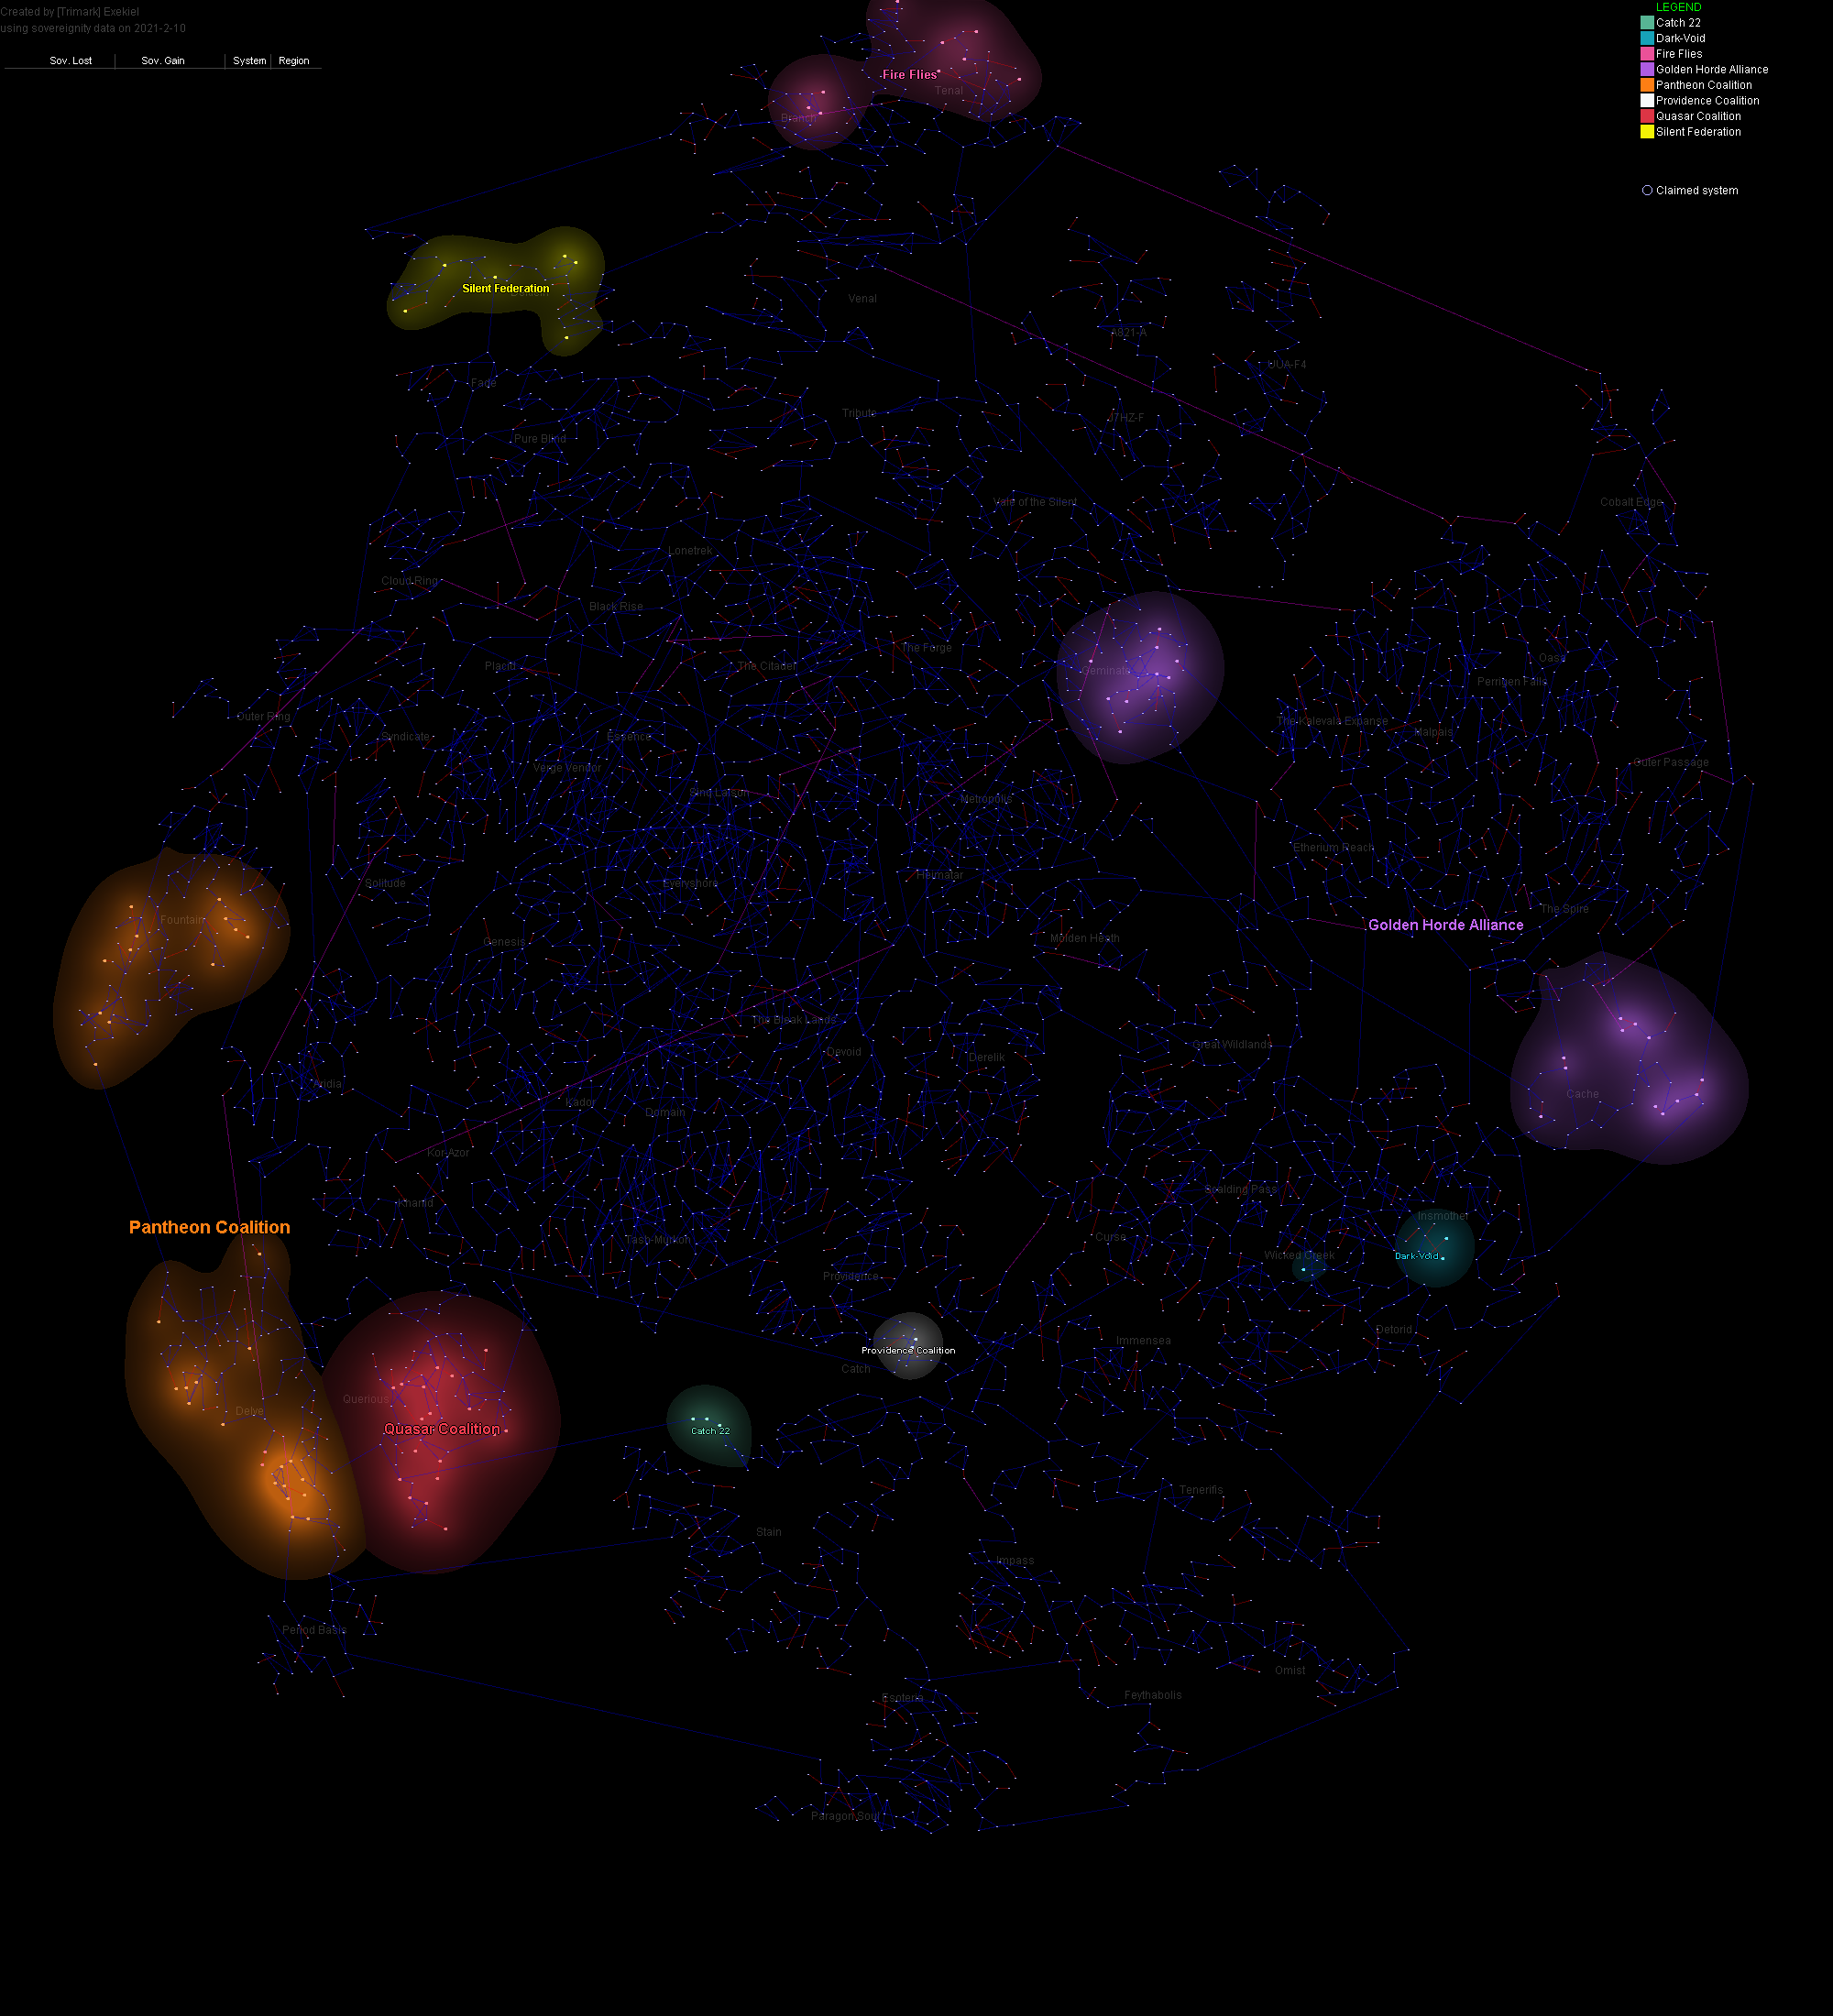 Created by [Trimark] Exekiel
using sovereignity data on 2021-2-10
Sov. Lost Sov. Gain System Region
LEGEND
Catch 22
Dark-Void
Fire Flies
Golden Horde Alliance
Pantheon Coalition
Providence Coalition
Quasar Coalition
Silent Federation
Claimed system
Fire Flies
Tenal
Branch
Silent Federation
Venal
A821-A
UUA-F4
Fade
Tribute
J7HZ-F
Pure Blind
Vale of the Silent
Cobalt Edge
Lonetrek
Cloud Ring
Black Rise
The Forge
Placid
The Citadel
Geminate
Oasa
Perrigen Falls
Outer Ring
The Kalevala Expanse
Malpais
Syndicate
Essence
Verge Vendor
Outer Passage
Sinq Laison
Metropolis
Etherium Reach
Solitude
Everyshore
Heimatar
The Spire
Fountain
Golden Horde Alliance
Genesis
Molden Heath
The Bleak Lands
Great Wildlands
Devoid
Derelik
Aridia
Cache
Kador
Domain
Kor-Azor
Scalding Pass
Khanid
Insmother
Pantheon Coalition
Tash-Murkon
Curse
Wicked Creek
Dark-Void
Providence
Detorid
Immensea
Providence Coalition
Catch
Querious
Delve
Quasar Coalition
Catch 22
Tenerifis
Stain
Impass
Period Basis
Omist
Esoteria
Feythabolis
Paragon Soul